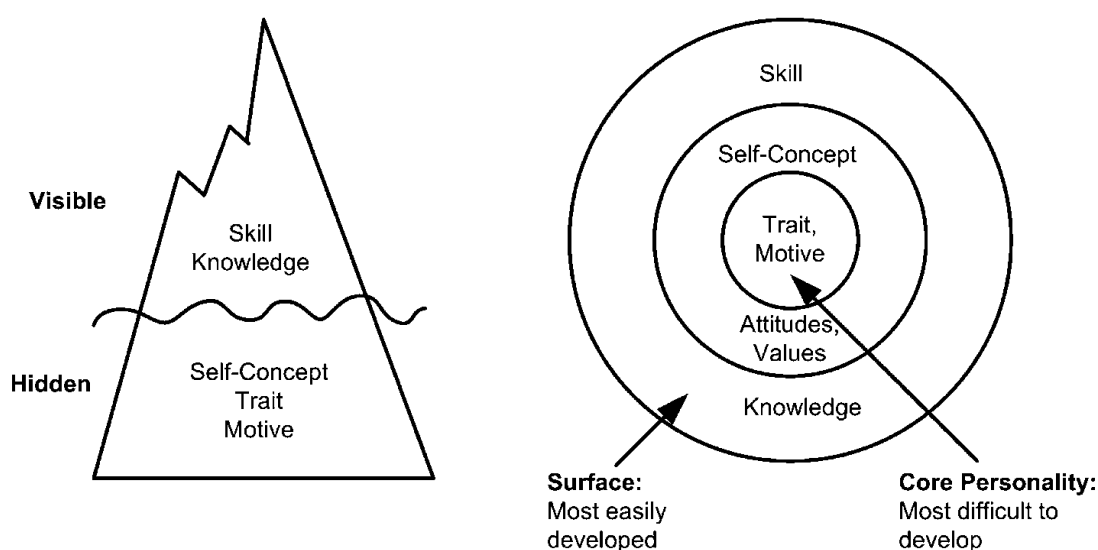 Visible
Skill
Knowledge
Hidden
Self-Concept
Trait
Motive
Skill
Self-Concept
Trait,
Motive
Attitudes,
Values
Knowledge
Surface:
Most easily
developed
Core Personality:
Most difficult to
develop